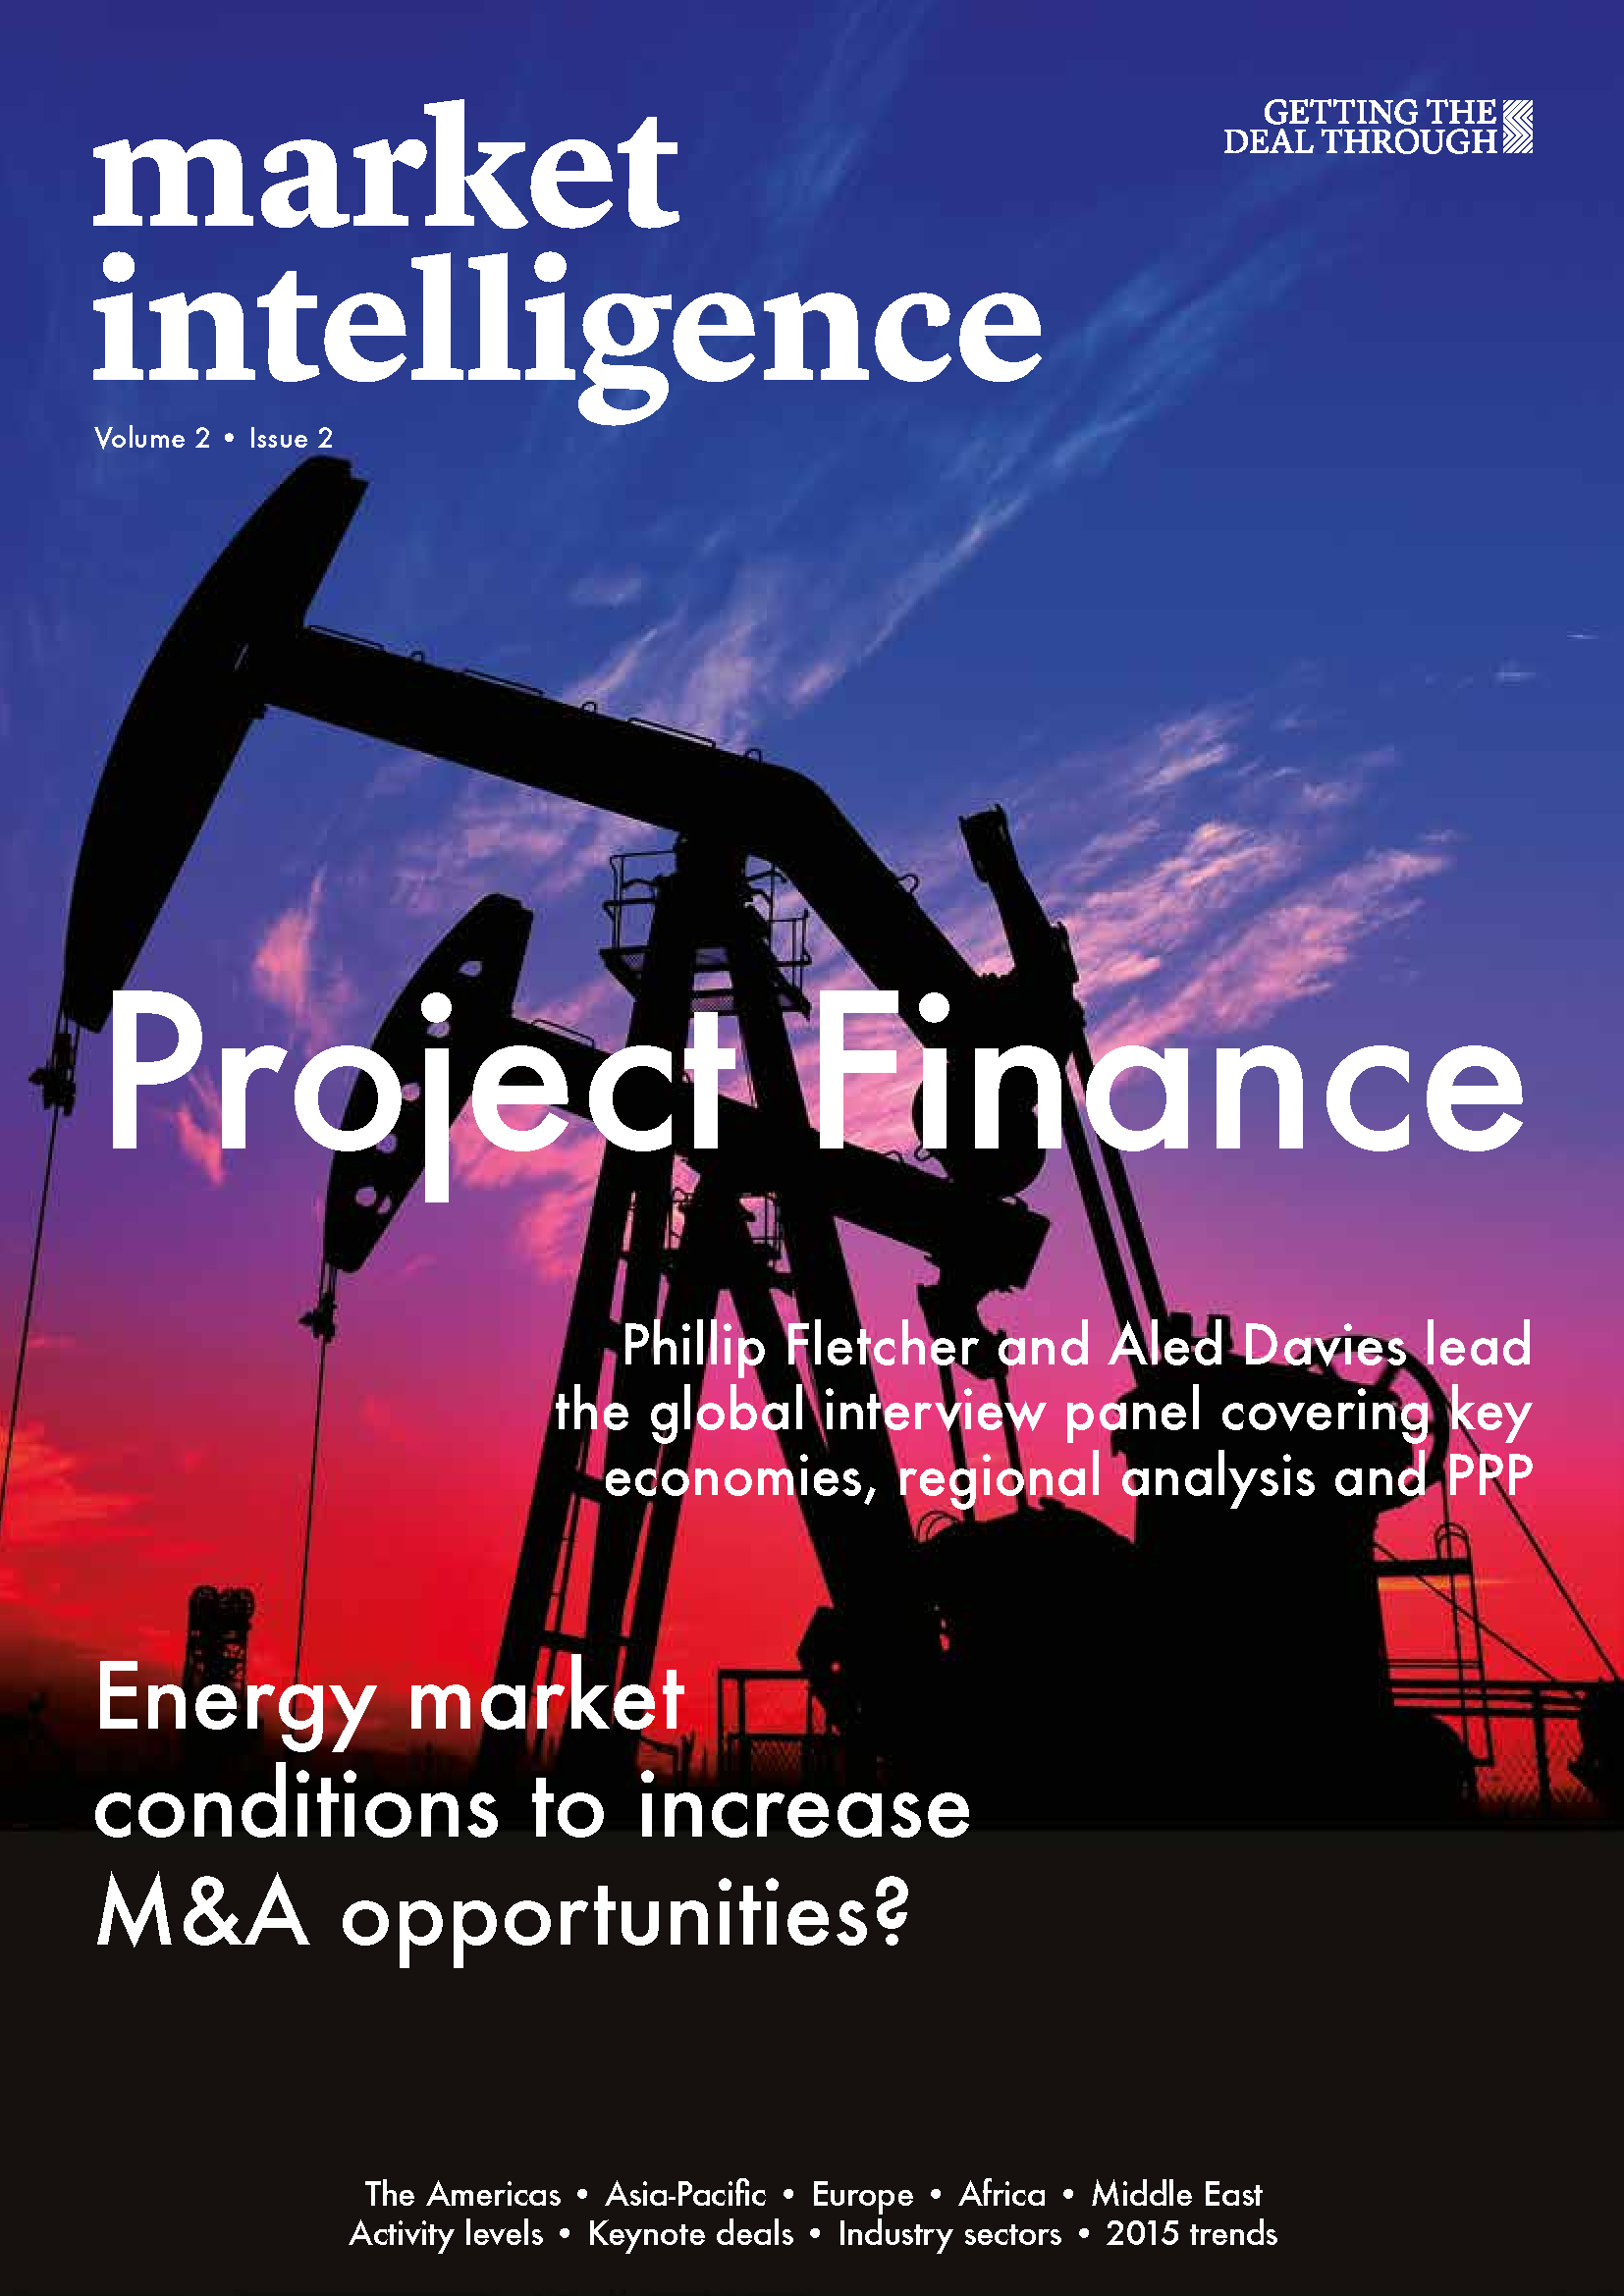 market
intelligence
GETTING THE
DEAL THROUGH
Volume 2 • Issue 2
Project Finance
Phillip Fletcher and Aled Davies lead
the global interview panel covering key
economies, regional analysis and PPP
Energy market
conditions to increase
M&A opportunities?
The Americas • Asia-Pacific • Europe • Africa • Middle East
Activity levels • Keynote deals • Industry sectors • 2015 trends